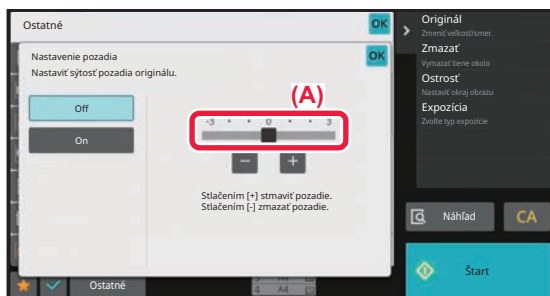 Ostatné
OK
Nastavenie pozadia
OK
Nastaviť sýtosť pozadia originálu.
Off
On
(A)
-3 • • 0 • • 3
− +
Stlačením [+] stmaviť pozadie.
Stlačením [-] zmazať pozadie.
Ostatné
4 A4
Originál
Zmeniť veľkosť/smer.
Zmazať
Vymazať tiene okolo
Ostrosť
Nastaviť okraj obrazu
Expozícia
Zvoľte typ expozície
Náhľad
CA
Štart